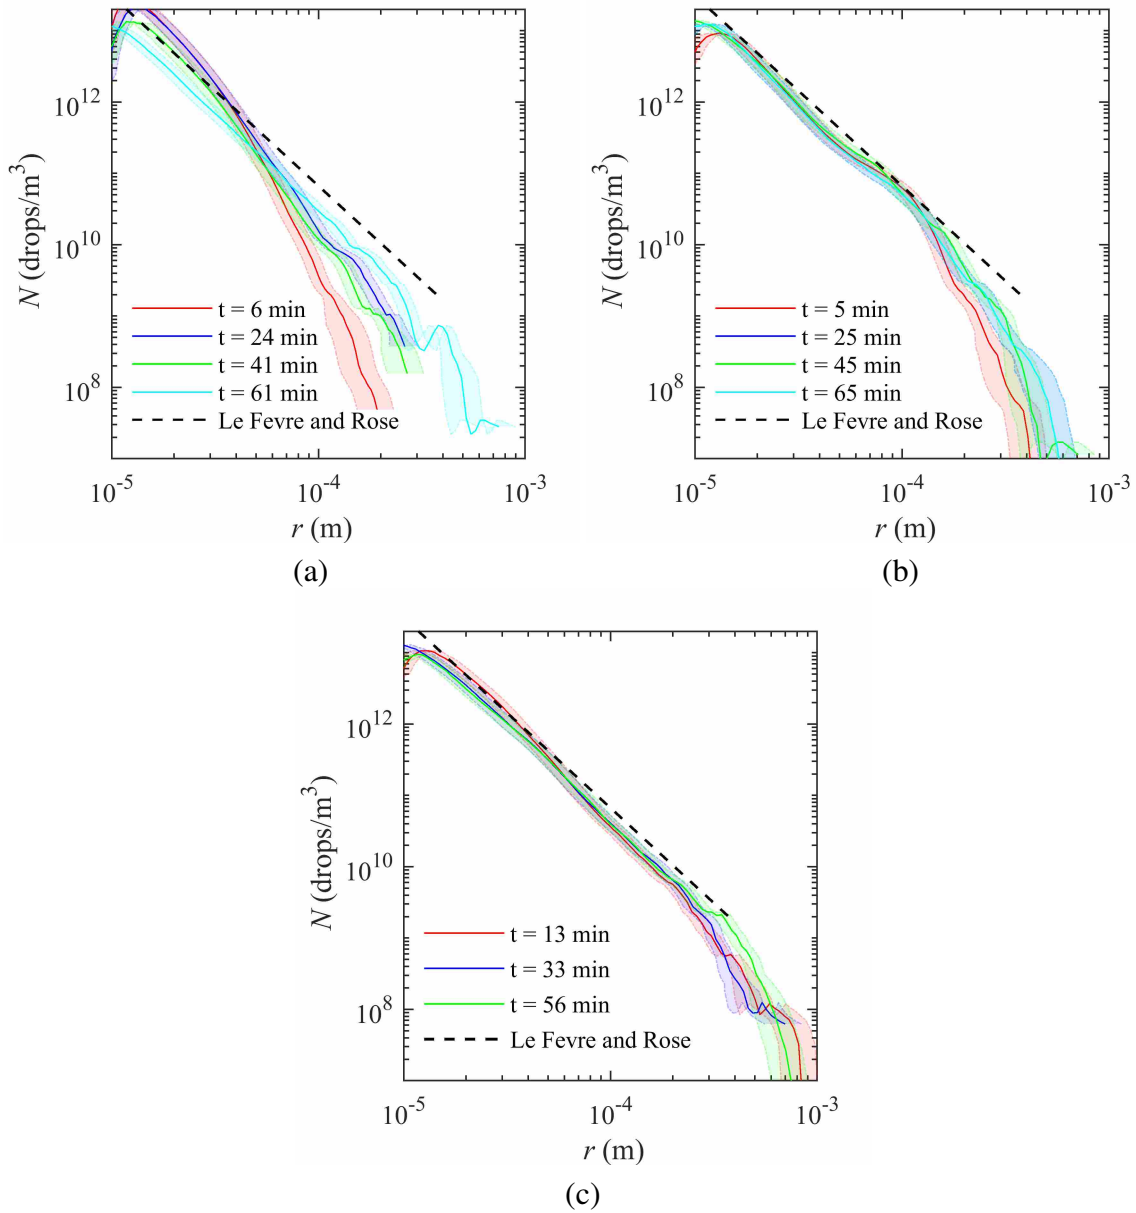 10^12
10^10
10^8
N (drops/m^3)
t = 6 min
t = 24 min
t = 41 min
t = 61 min
Le Fevre and Rose
10^-5
10^-4
10^-3
r (m)
(a)
10^12
10^10
10^8
N (drops/m^3)
t = 5 min
t = 25 min
t = 45 min
t = 65 min
Le Fevre and Rose
10^-5
10^-4
10^-3
r (m)
(b)
10^12
10^10
10^8
N (drops/m^3)
t = 13 min
t = 33 min
t = 56 min
Le Fevre and Rose
10^-5
10^-4
10^-3
r (m)
(c)